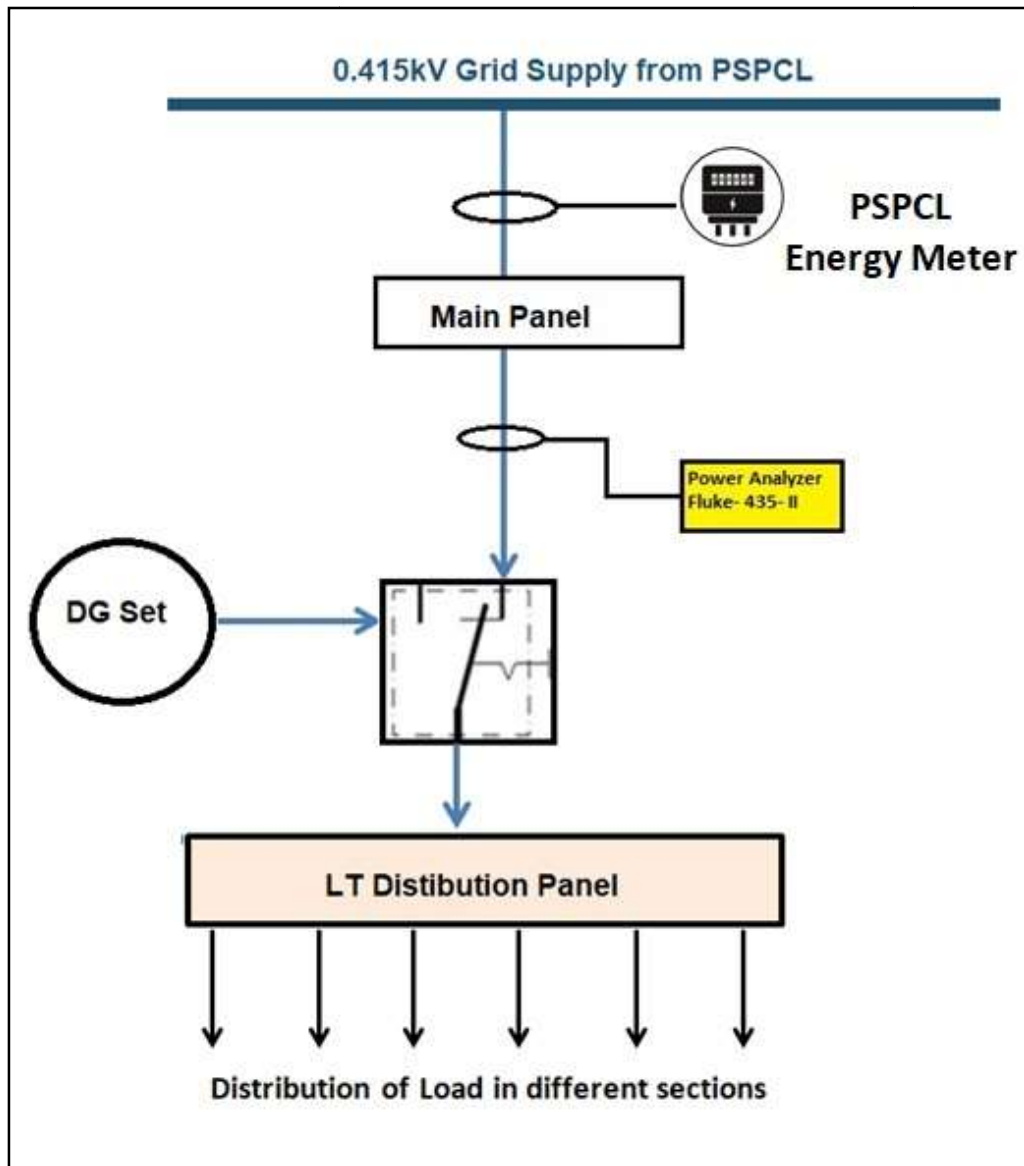 0.415kV Grid Supply from PSPCL
PSPCL
Energy Meter
Main Panel
Power Analyzer
Fluke- 435- II
DG Set
LT Distibution Panel
Distribution of Load in different sections